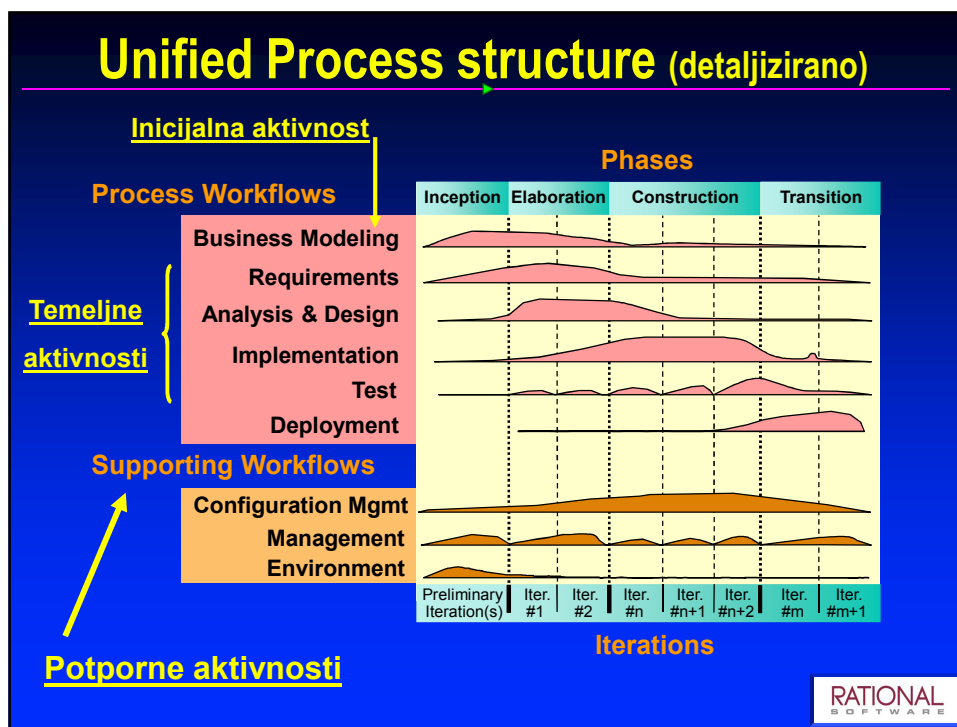 Unified Process structure (detaljizirano)
Inicijalna aktivnost
Phases
Process Workflows
Inception Elaboration Construction Transition
Business Modeling
Requirements
Temeljne
aktivnosti
Analysis & Design
Implementation
Test
Deployment
Supporting Workflows
Configuration Mgmt
Management
Environment
Preliminary
Iteration(s)
Iter.
#1
Iter.
#2
Iter.
#n
Iter.
#n+1
Iter.
#n+2
Iter.
#m
Iter.
#m+1
Iterations
Potporne aktivnosti
RATIONAL
SOFTWARE